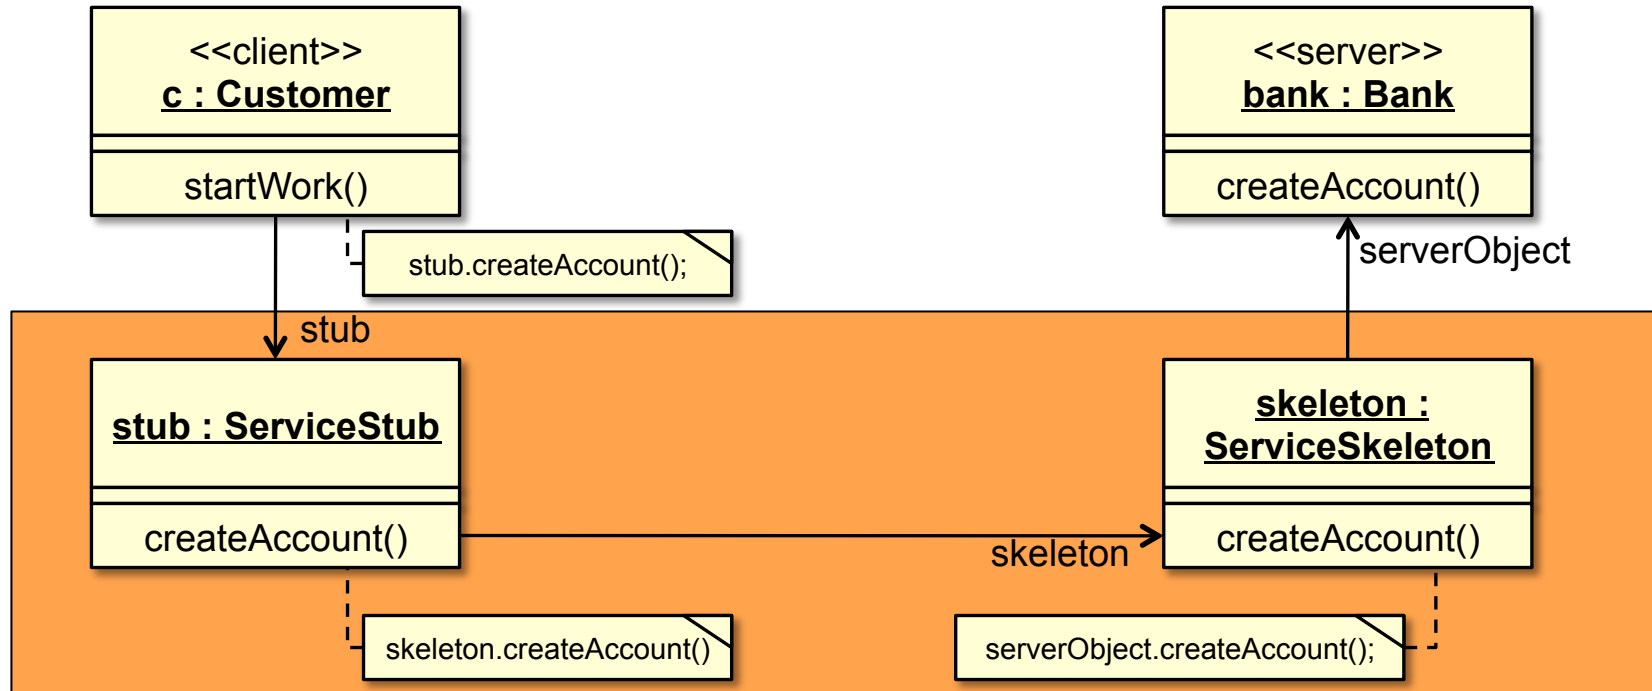 <<client>>
c : Customer
startWork()
stub.createAccount();
<<server>>
bank : Bank
createAccount()
serverObject
stub
stub : ServiceStub
createAccount()
skeleton.createAccount()
skeleton
skeleton :
ServiceSkeleton
createAccount()
serverObject.createAccount();